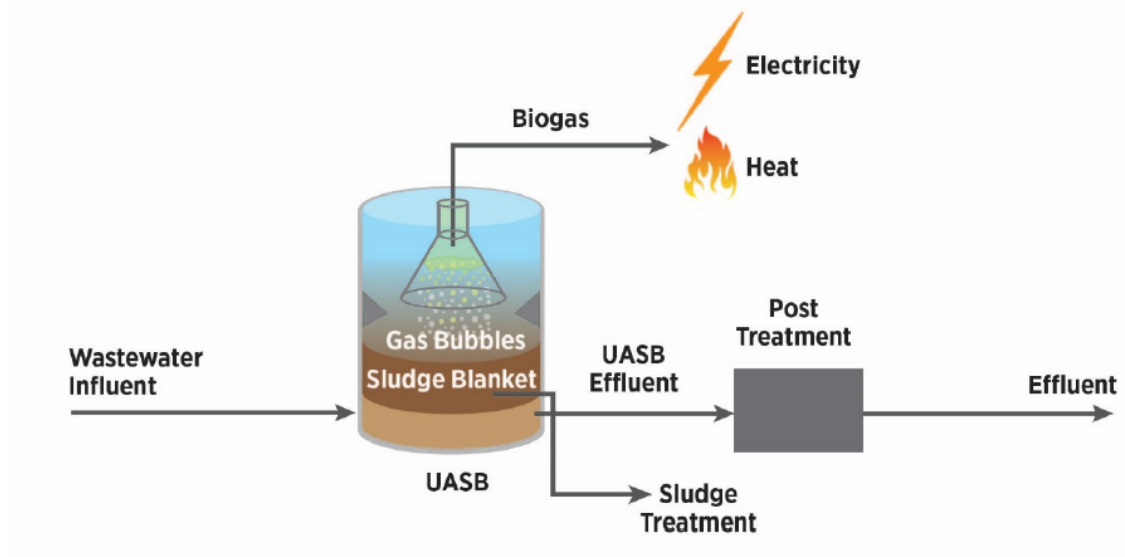 Electricity
Biogas
Heat
Gas Bubbles
Sludge Blanket
Wastewater
Influent
UASB
Effluent
Post
Treatment
Effluent
UASB
Sludge
Treatment